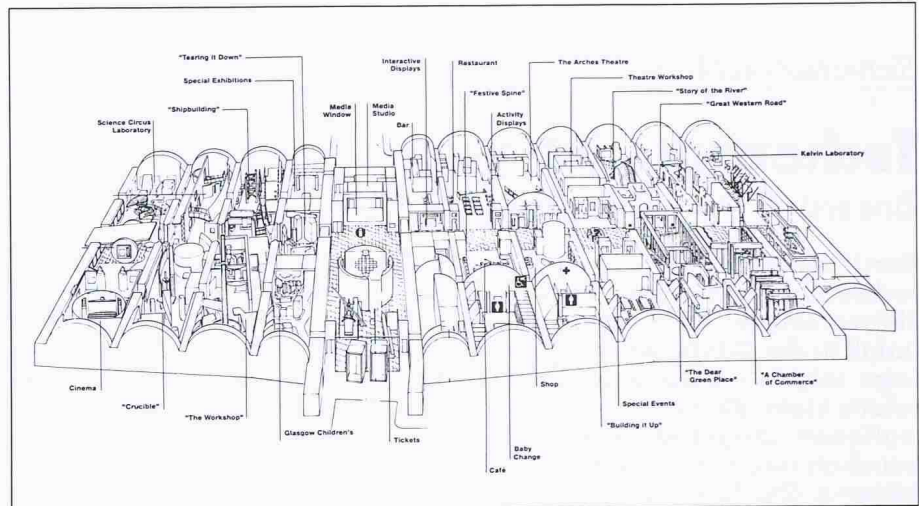 "Tearing It Down"
Special Exhibitions
"Shipbuilding"
Science Circus
Laboratory
Media
Window
Media
Studio
Interactive
Displays
Bar
Restaurant
"Festive Spine"
Activity
Displays
The Arches Theatre
Theatre Workshop
"Story of the River"
"Great Western Road"
Kelvin Laboratory
Cinema
"Crucible"
"The Workshop"
Glasgow Children's
Tickets
Café
Baby
Change
Shop
"Building it Up"
Special Events
"The Dear
Green Place"
"A Chamber
of Commerce"